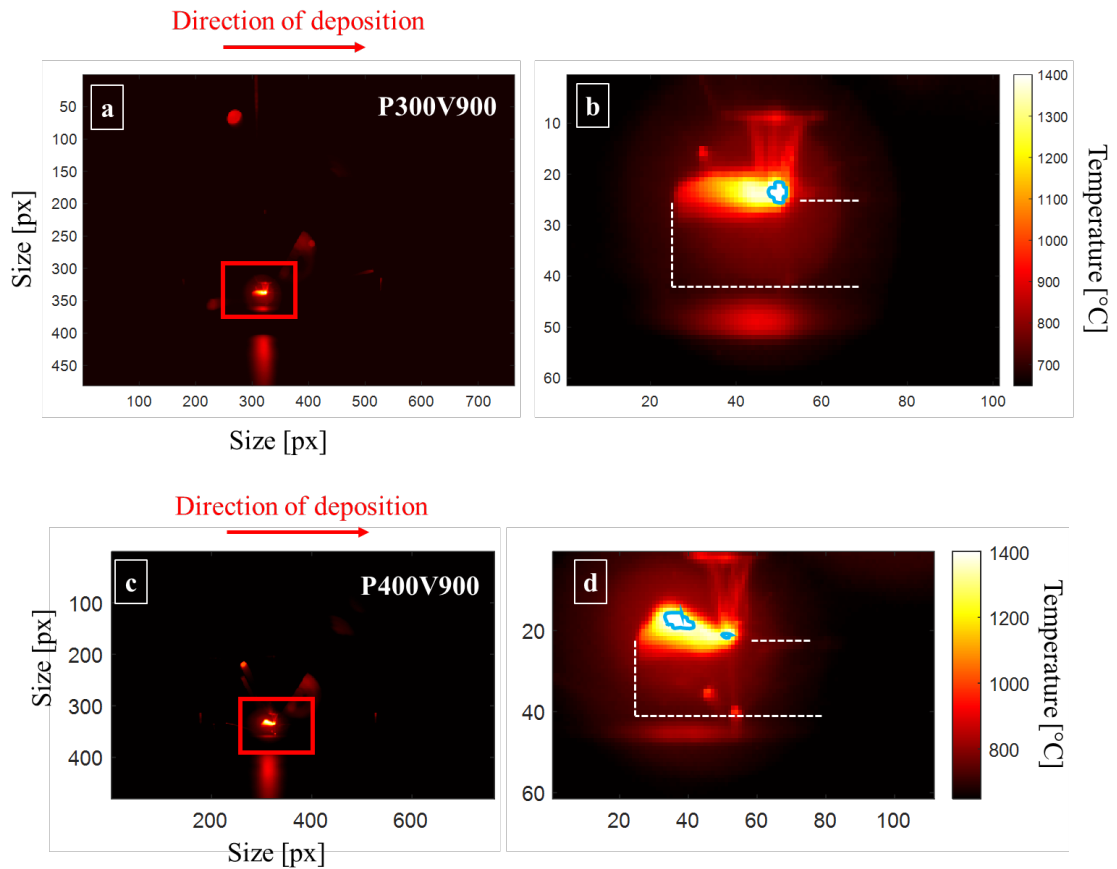 Direction of deposition
a
P300V900
b
50
100
150
200
250
300
350
400
450
100 200 300 400 500 600 700
Size [px]
Size [px]
10
20
30
40
50
60
20 40 60 80 100
1400
1300
1200
1100
1000
900
800
700
Temperature [°C]
Direction of deposition
c
P400V900
d
100
200
300
400
200 400 600
Size [px]
Size [px]
20
40
60
20 40 60 80 100
1400
1200
1000
800
Temperature [°C]